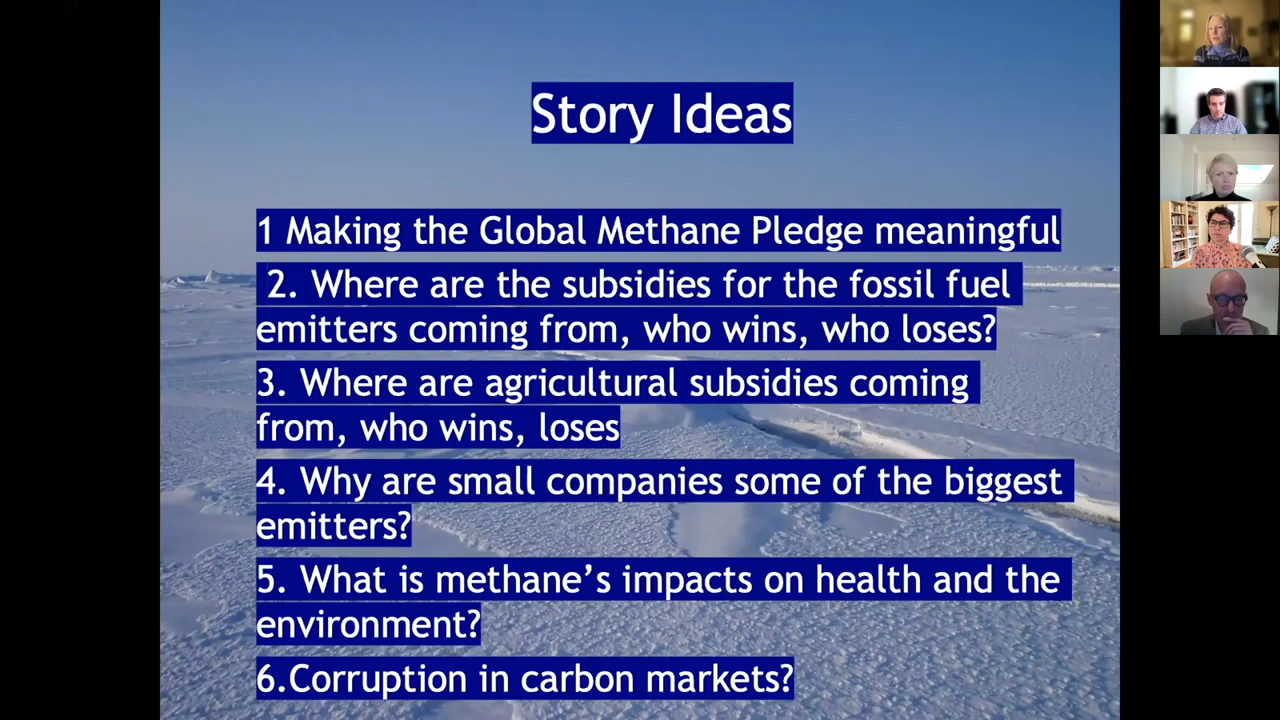 Story Ideas
1 Making the Global Methane Pledge meaningful
2. Where are the subsidies for the fossil fuel
emitters coming from, who wins, who loses?
3. Where are agricultural subsidies coming
from, who wins, loses
4. Why are small companies some of the biggest
emitters?
5. What is methane’s impacts on health and the
environment?
6.Corruption in carbon markets?